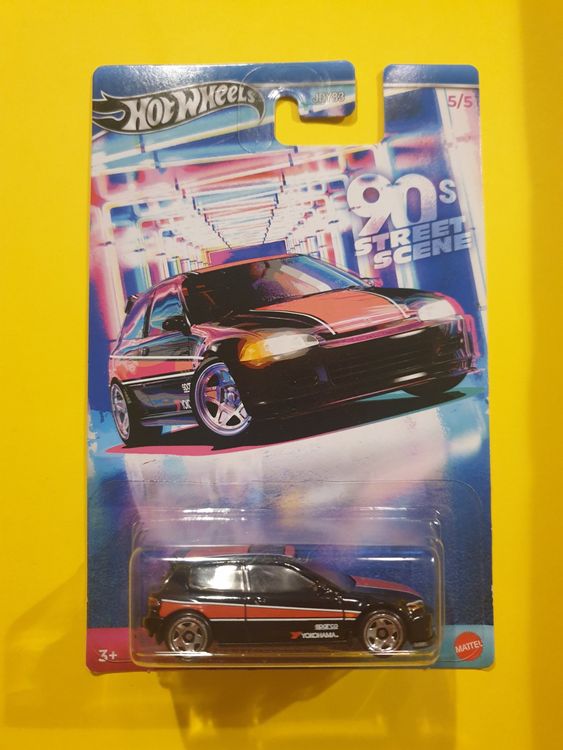 HOT WHEELS
JBY83
5/5
90s
STREET
SCENE
sparco
YOKOHAMA
3+
MATTEL